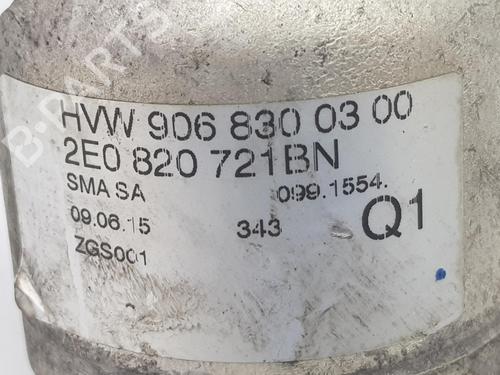 B-PARTS
HVW 906 830 03 00
2E0 820 721BN
SMA SA 099.1554.
09.06.15 343 Q1
ZGS001